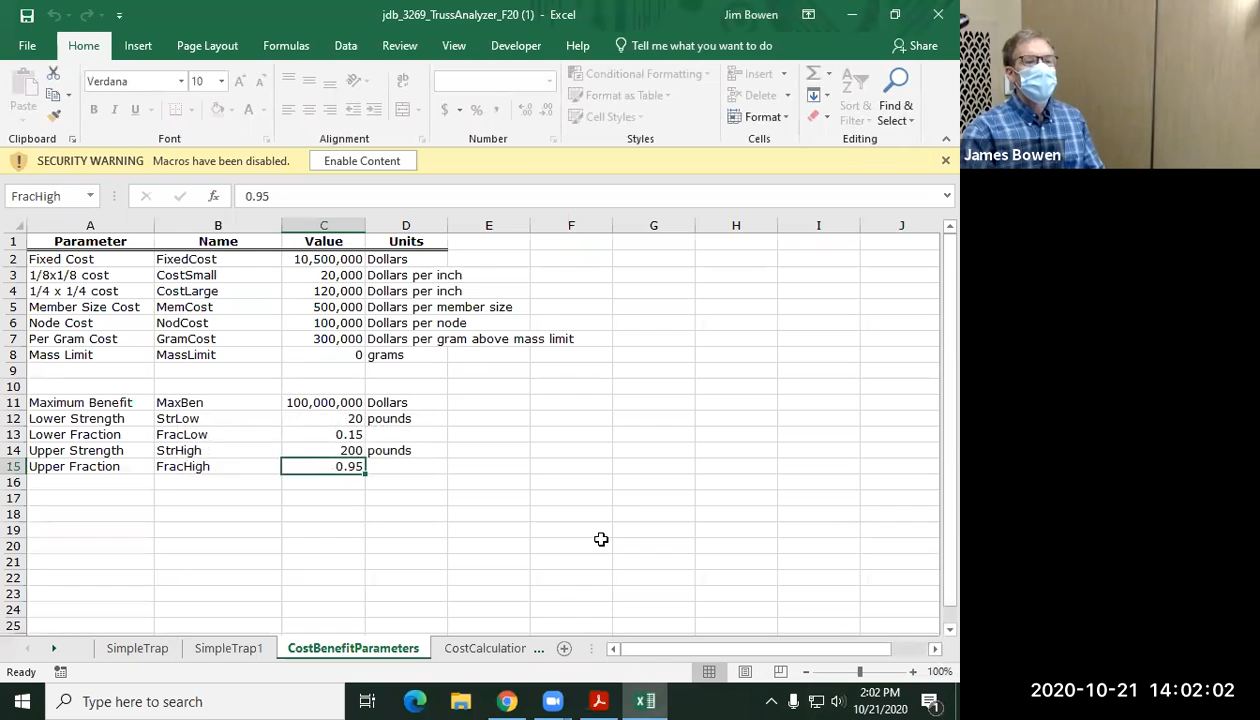 jdb_3269_TrussAnalyzer_F20 (1) - Excel
Jim Bowen
File Home Insert Page Layout Formulas Data Review View Developer Help Tell me what you want to do Share
Paste
Verdana 10
B I U A
$ % ,
Conditional Formatting
Format as Table
Cell Styles
Insert
Delete
Format
Sort & Filter
Find & Select
Clipboard Font Alignment Number Styles Cells Editing
SECURITY WARNING Macros have been disabled. Enable Content
FracHigh fx 0.95
A B C D E F G H I J
1 Parameter Name Value Units
2 Fixed Cost FixedCost 10,500,000 Dollars
3 1/8x1/8 cost CostSmall 20,000 Dollars per inch
4 1/4 x 1/4 cost CostLarge 120,000 Dollars per inch
5 Member Size Cost MemCost 500,000 Dollars per member size
6 Node Cost NodCost 100,000 Dollars per node
7 Per Gram Cost GramCost 300,000 Dollars per gram above mass limit
8 Mass Limit MassLimit 0 grams
9
10
11 Maximum Benefit MaxBen 100,000,000 Dollars
12 Lower Strength StrLow 20 pounds
13 Lower Fraction FracLow 0.15
14 Upper Strength StrHigh 200 pounds
15 Upper Fraction FracHigh 0.95
16
17
18
19
20
21
22
23
24
25
SimpleTrap SimpleTrap1 CostBenefitParameters CostCalculation ...
Ready 100%
Type here to search
2:02 PM
10/21/2020
1
James Bowen
2020-10-21 14:02:02